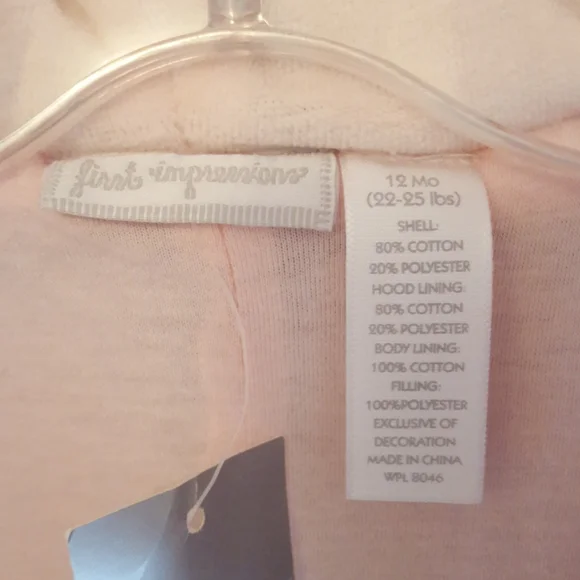 first impressions
12 Mo
(22-25 lbs)
SHELL:
80% COTTON
20% POLYESTER
HOOD LINING:
80% COTTON
20% POLYESTER
BODY LINING:
100% COTTON
FILLING:
100%POLYESTER
EXCLUSIVE OF
DECORATION
MADE IN CHINA
WPL 8046